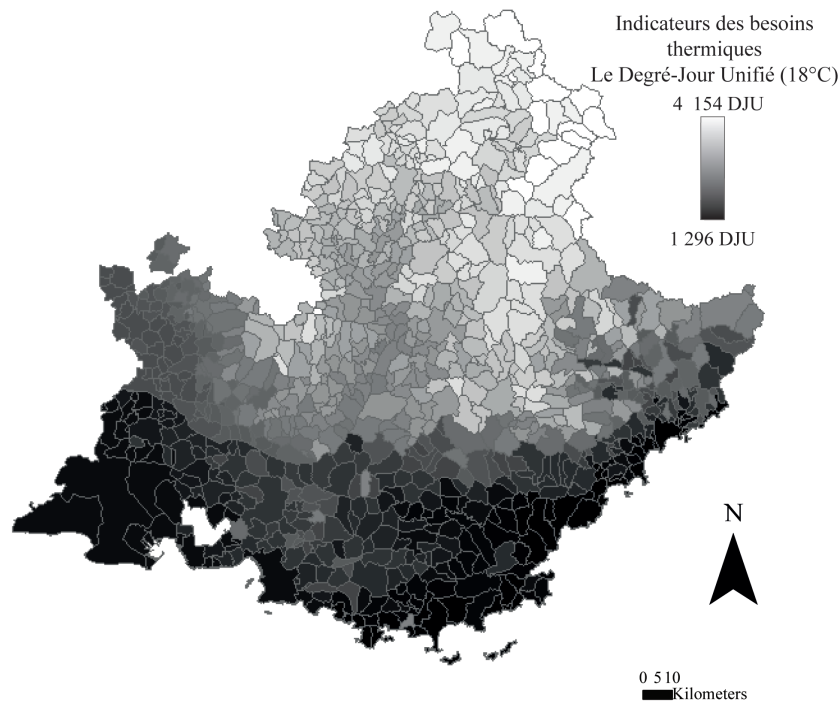 Indicateurs des besoins
thermiques
Le Degré-Jour Unifié (18°C)
4 154 DJU
1 296 DJU
N
0 5 10
Kilometers